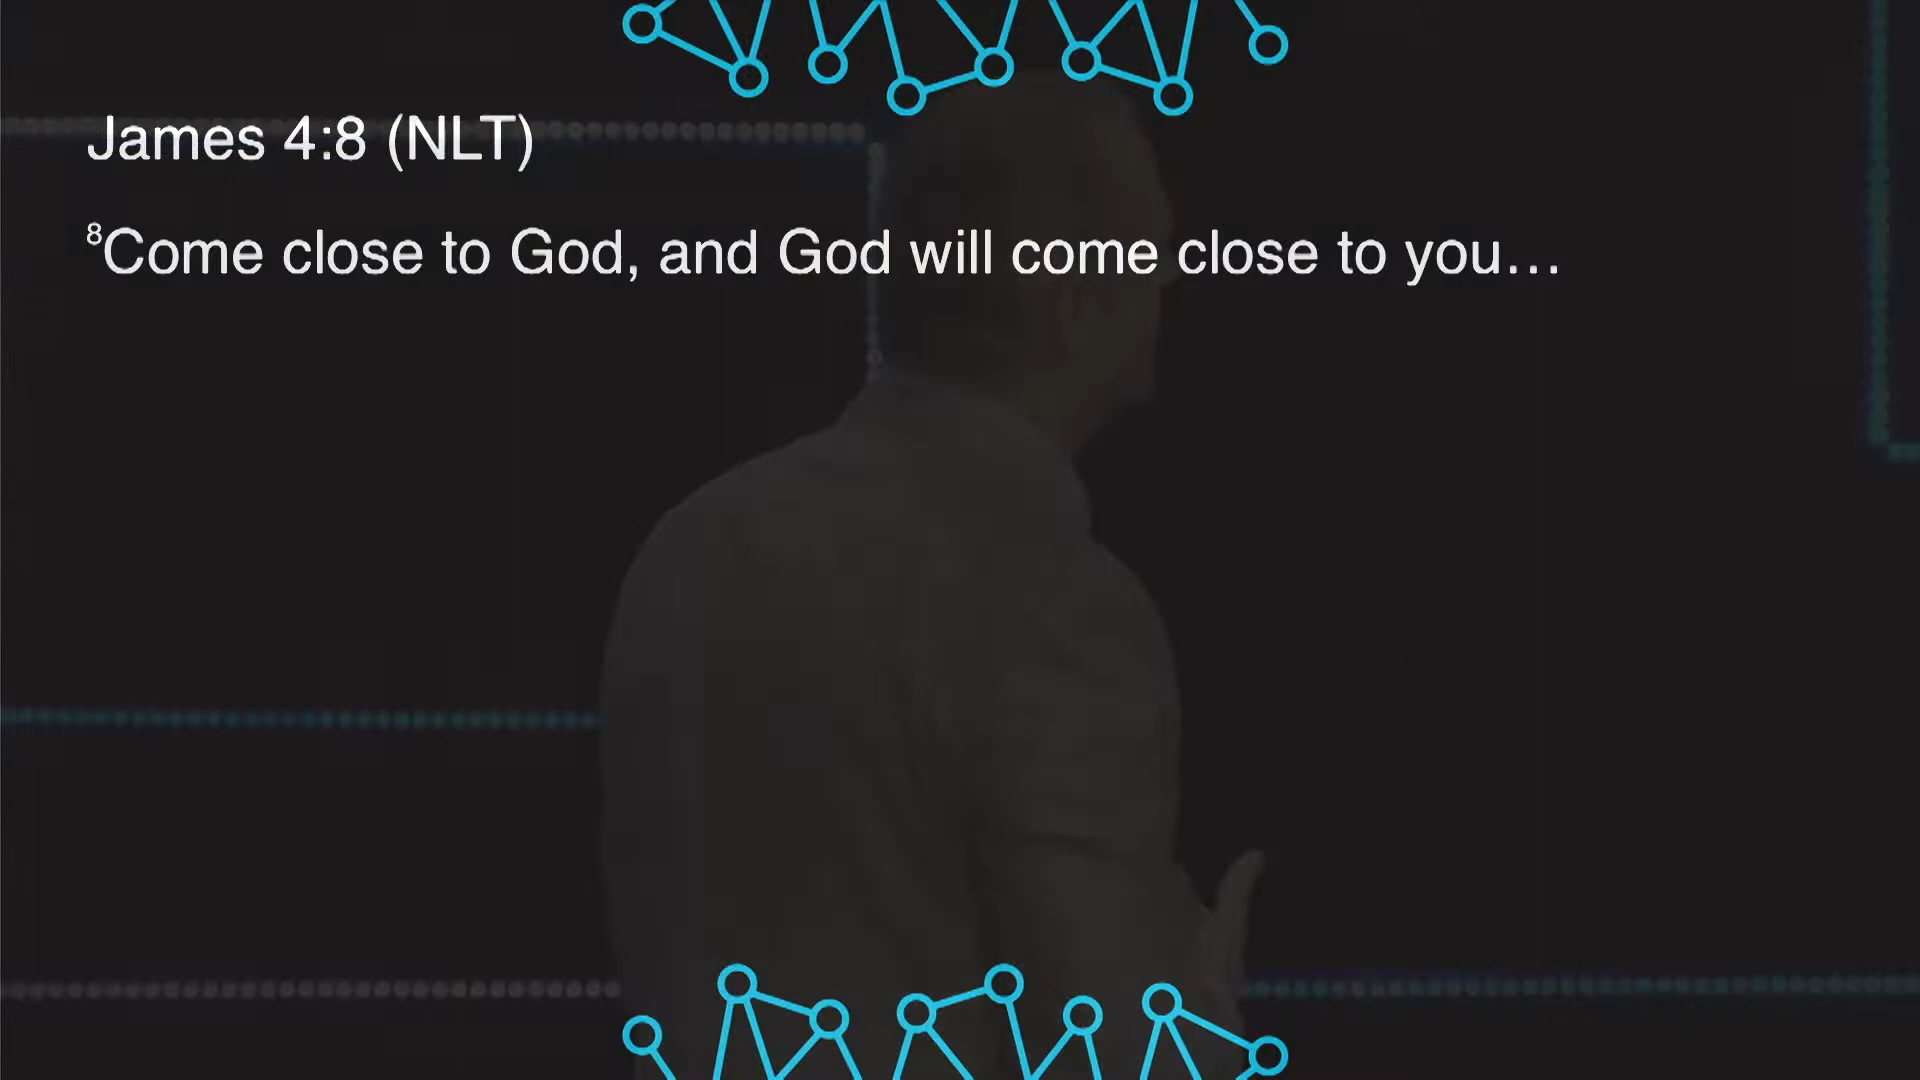 James 4:8 (NLT)
⁸Come close to God, and God will come close to you…